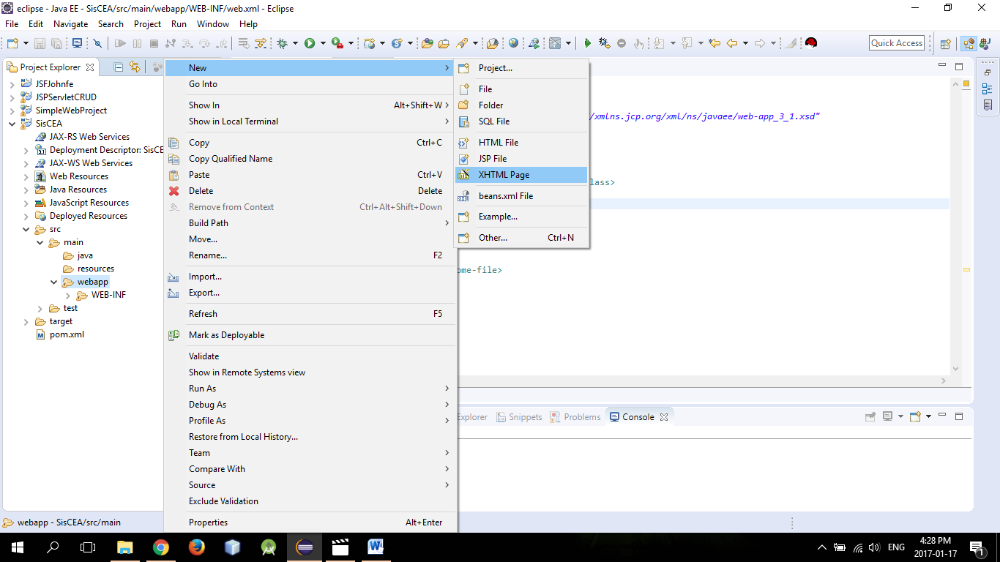 eclipse - Java EE - SisCEA/src/main/webapp/WEB-INF/web.xml - Eclipse
File Edit Navigate Search Project Run Window Help
Quick Access
Project Explorer
JSFJohnfe
JSPServletCRUD
SimpleWebProject
SisCEA
JAX-RS Web Services
Deployment Descriptor: SisCE
JAX-WS Web Services
Web Resources
Java Resources
JavaScript Resources
Deployed Resources
src
main
java
resources
webapp
WEB-INF
test
target
pom.xml
New
Go Into
Show In Alt+Shift+W
Show in Local Terminal
Copy Ctrl+C
Copy Qualified Name
Paste Ctrl+V
Delete Delete
Remove from Context Ctrl+Alt+Shift+Down
Build Path
Move...
Rename... F2
Import...
Export...
Refresh F5
Mark as Deployable
Validate
Show in Remote Systems view
Run As
Debug As
Profile As
Restore from Local History...
Team
Compare With
Source
Exclude Validation
Properties Alt+Enter
Project...
File
Folder
SQL File
HTML File
JSP File
XHTML Page
beans.xml File
Example...
Other... Ctrl+N
/xmlns.jcp.org/xml/ns/javaee/web-app_3_1.xsd"
lass>
ome-file>
Explorer Snippets Problems Console
webapp - SisCEA/src/main
ENG
4:28 PM
2017-01-17
1